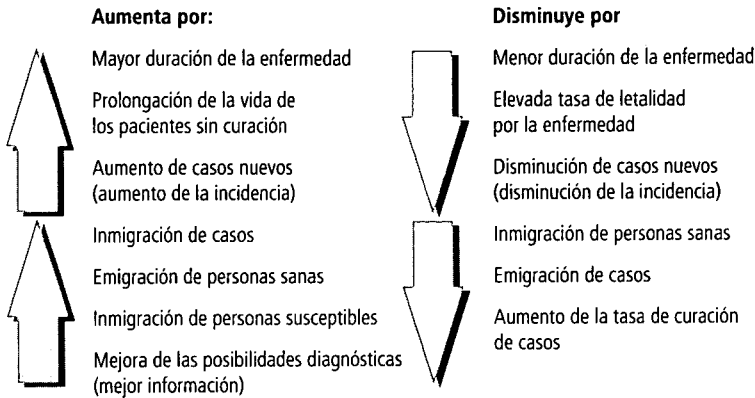 Aumenta por:
Mayor duración de la enfermedad
Prolongación de la vida de
los pacientes sin curación
Aumento de casos nuevos
(aumento de la incidencia)
Inmigración de casos
Emigración de personas sanas
Inmigración de personas susceptibles
Mejora de las posibilidades diagnósticas
(mejor información)
Disminuye por
Menor duración de la enfermedad
Elevada tasa de letalidad
por la enfermedad
Disminución de casos nuevos
(disminución de la incidencia)
Inmigración de personas sanas
Emigración de casos
Aumento de la tasa de curación
de casos